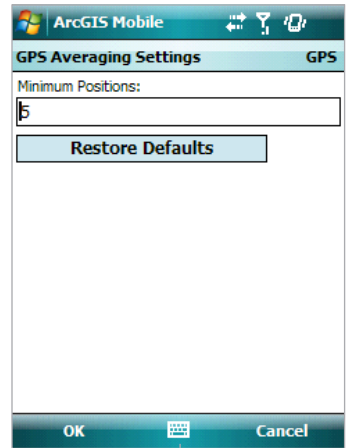 ArcGIS Mobile
GPS Averaging Settings GPS
Minimum Positions:
5
Restore Defaults
OK Cancel